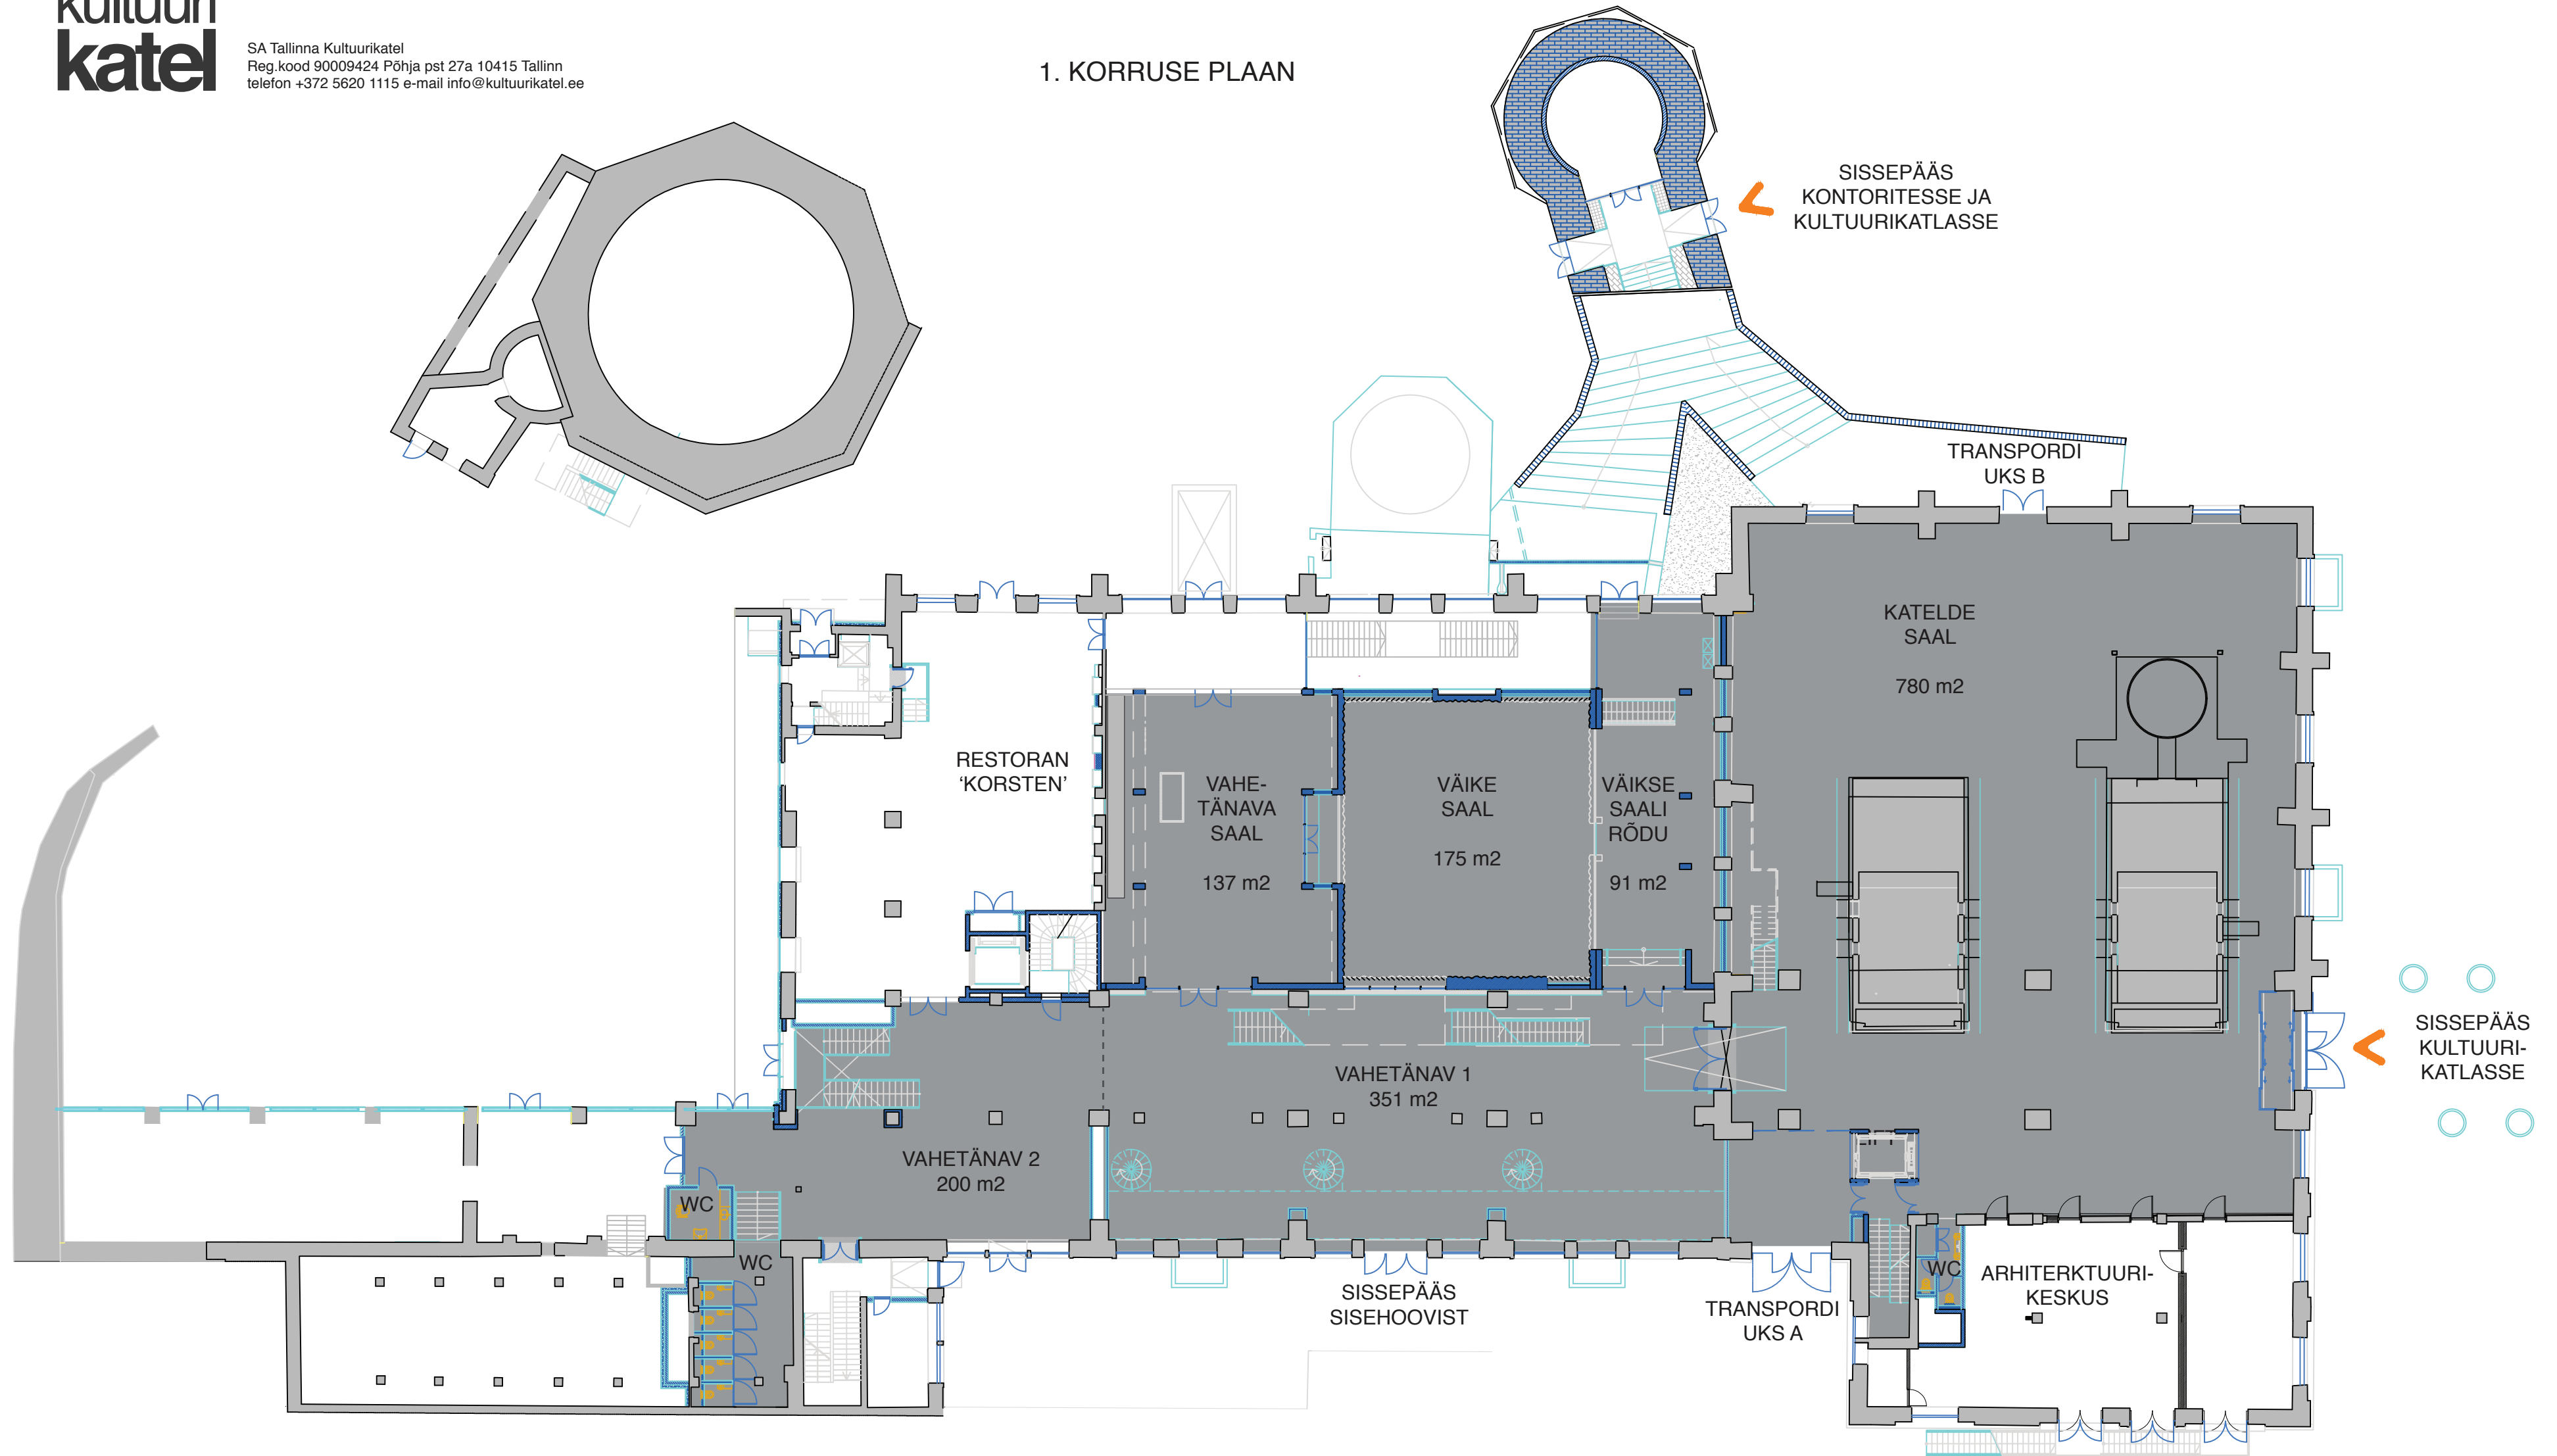 kultuuri
katel
SA Tallinna Kultuurikatel
Reg.kood 90009424 Põhja pst 27a 10415 Tallinn
telefon +372 5620 1115 e-mail info@kultuurikatel.ee
1. KORRUSE PLAAN
SISSEPÄÄS
KONTORITESSE JA
KULTUURIKATLASSE
TRANSPORDI
UKS B
KATELDE
SAAL
780 m2
RESTORAN
‘KORSTEN’
VAHE-
TÄNAVA
SAAL
137 m2
VÄIKE
SAAL
175 m2
VÄIKSE
SAALI
RÕDU
91 m2
SISSEPÄÄS
KULTUURI-
KATLASSE
VAHETÄNAV 1
351 m2
VAHETÄNAV 2
200 m2
WC
WC
SISSEPÄÄS
SISEHOOVIST
TRANSPORDI
UKS A
WC
ARHITERKTUURI-
KESKUS